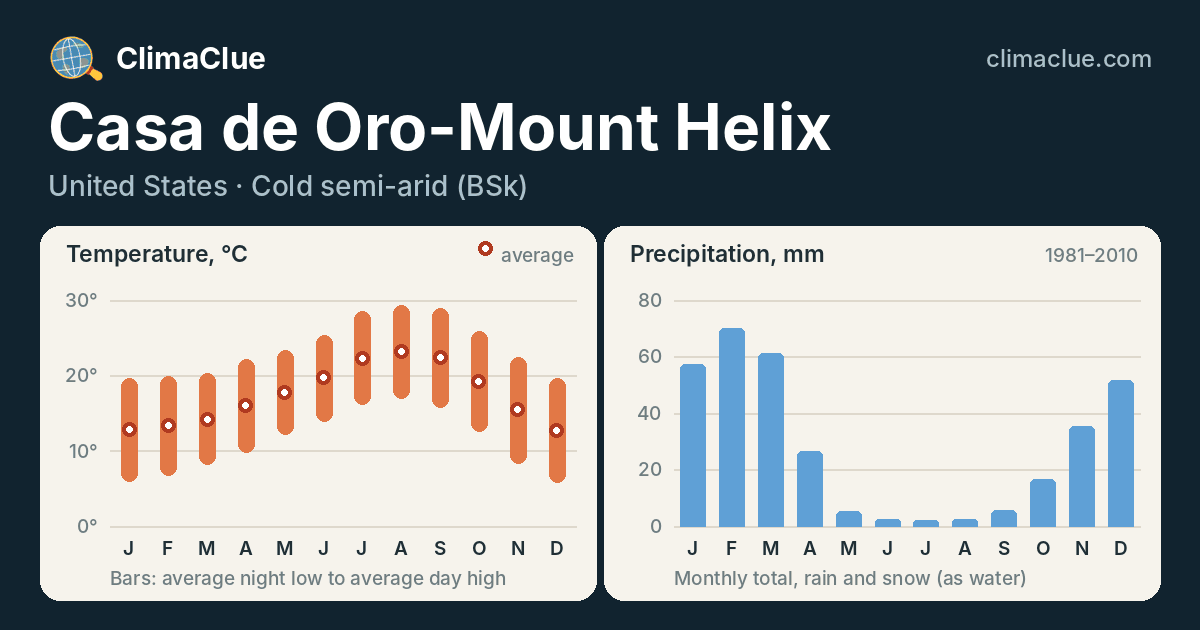 ClimaClue
climaclue.com
Casa de Oro-Mount Helix
United States · Cold semi-arid (BSk)
Temperature, °C
average
30°
20°
10°
0°
J F M A M J J A S O N D
Bars: average night low to average day high
Precipitation, mm
1981–2010
80
60
40
20
0
J F M A M J J A S O N D
Monthly total, rain and snow (as water)